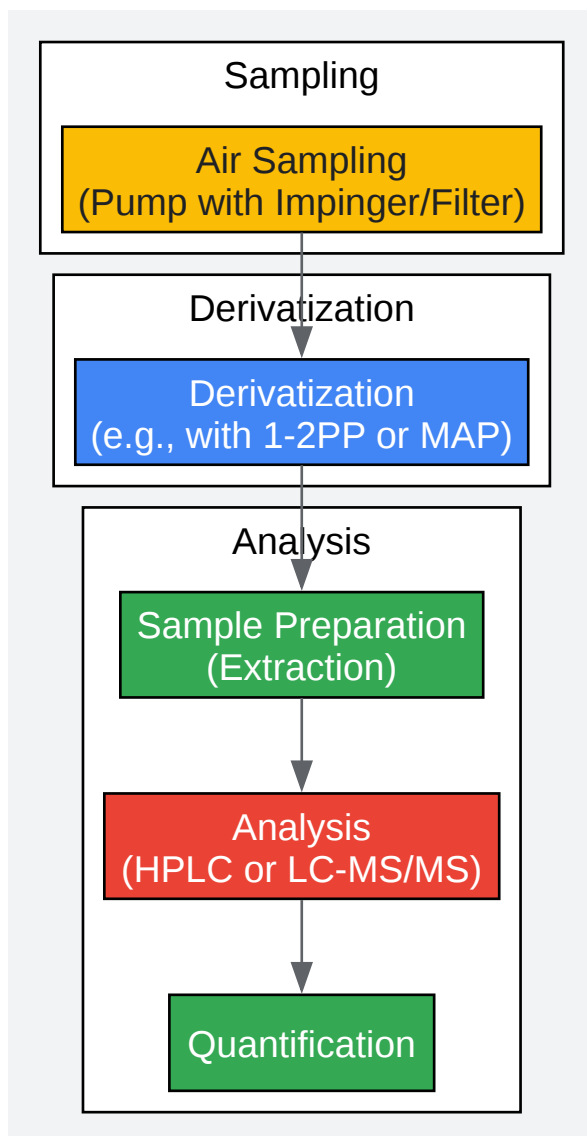 Sampling
Air Sampling
(Pump with Impinger/Filter)
Derivatization
Derivatization
(e.g., with 1-2PP or MAP)
Analysis
Sample Preparation
(Extraction)
Analysis
(HPLC or LC-MS/MS)
Quantification